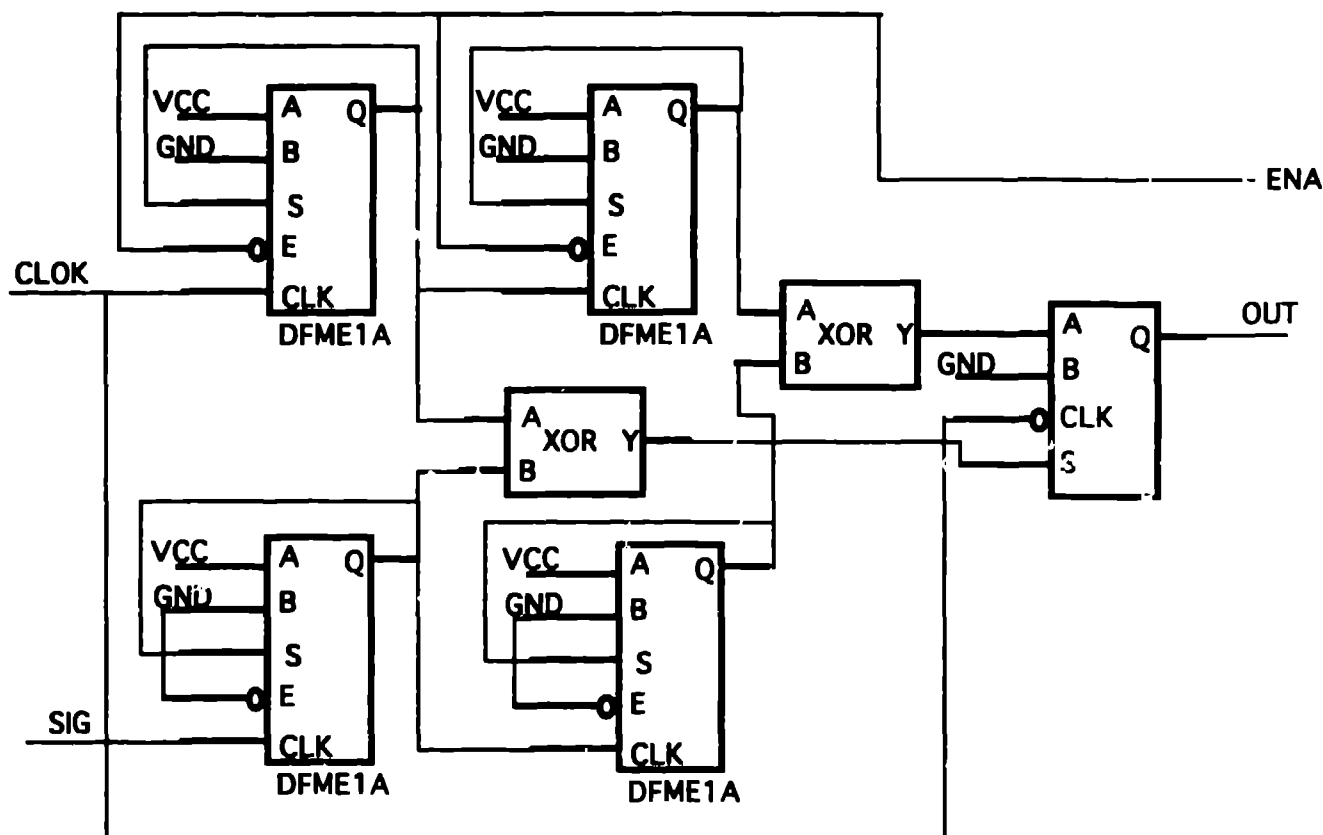 VCC A Q
GND B
S
E
CLK
DFME1A
VCC A Q
GND B
S
E
CLK
DFME1A
ENA
CLOK
A XOR Y
B
A Q
GND B
CLK
S
OUT
A XOR Y
B
VCC A Q
GND B
S
E
CLK
DFME1A
SIG
VCC A Q
GND B
S
E
CLK
DFME1A